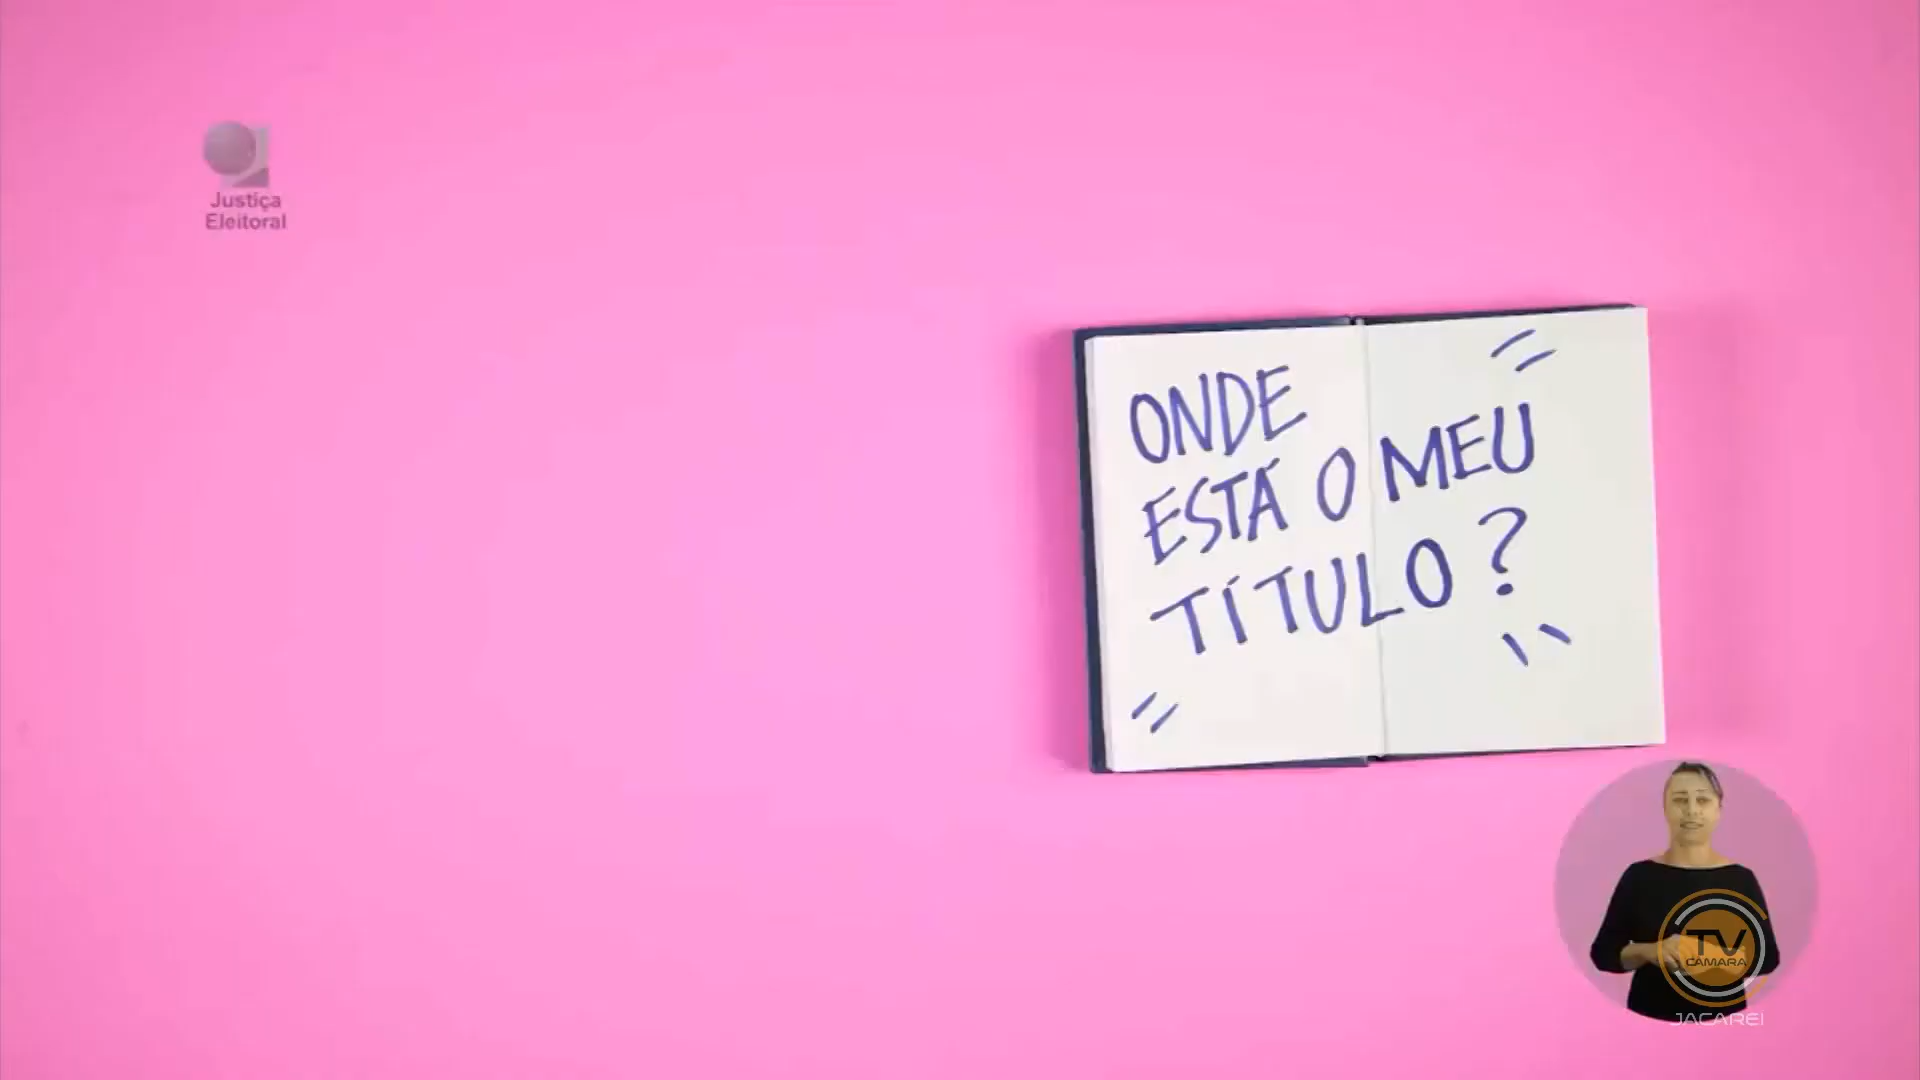 Justiça
Eleitoral
ONDE
ESTÁ O MEU
TÍTULO?
TV
CÂMARA
JACAREÍ